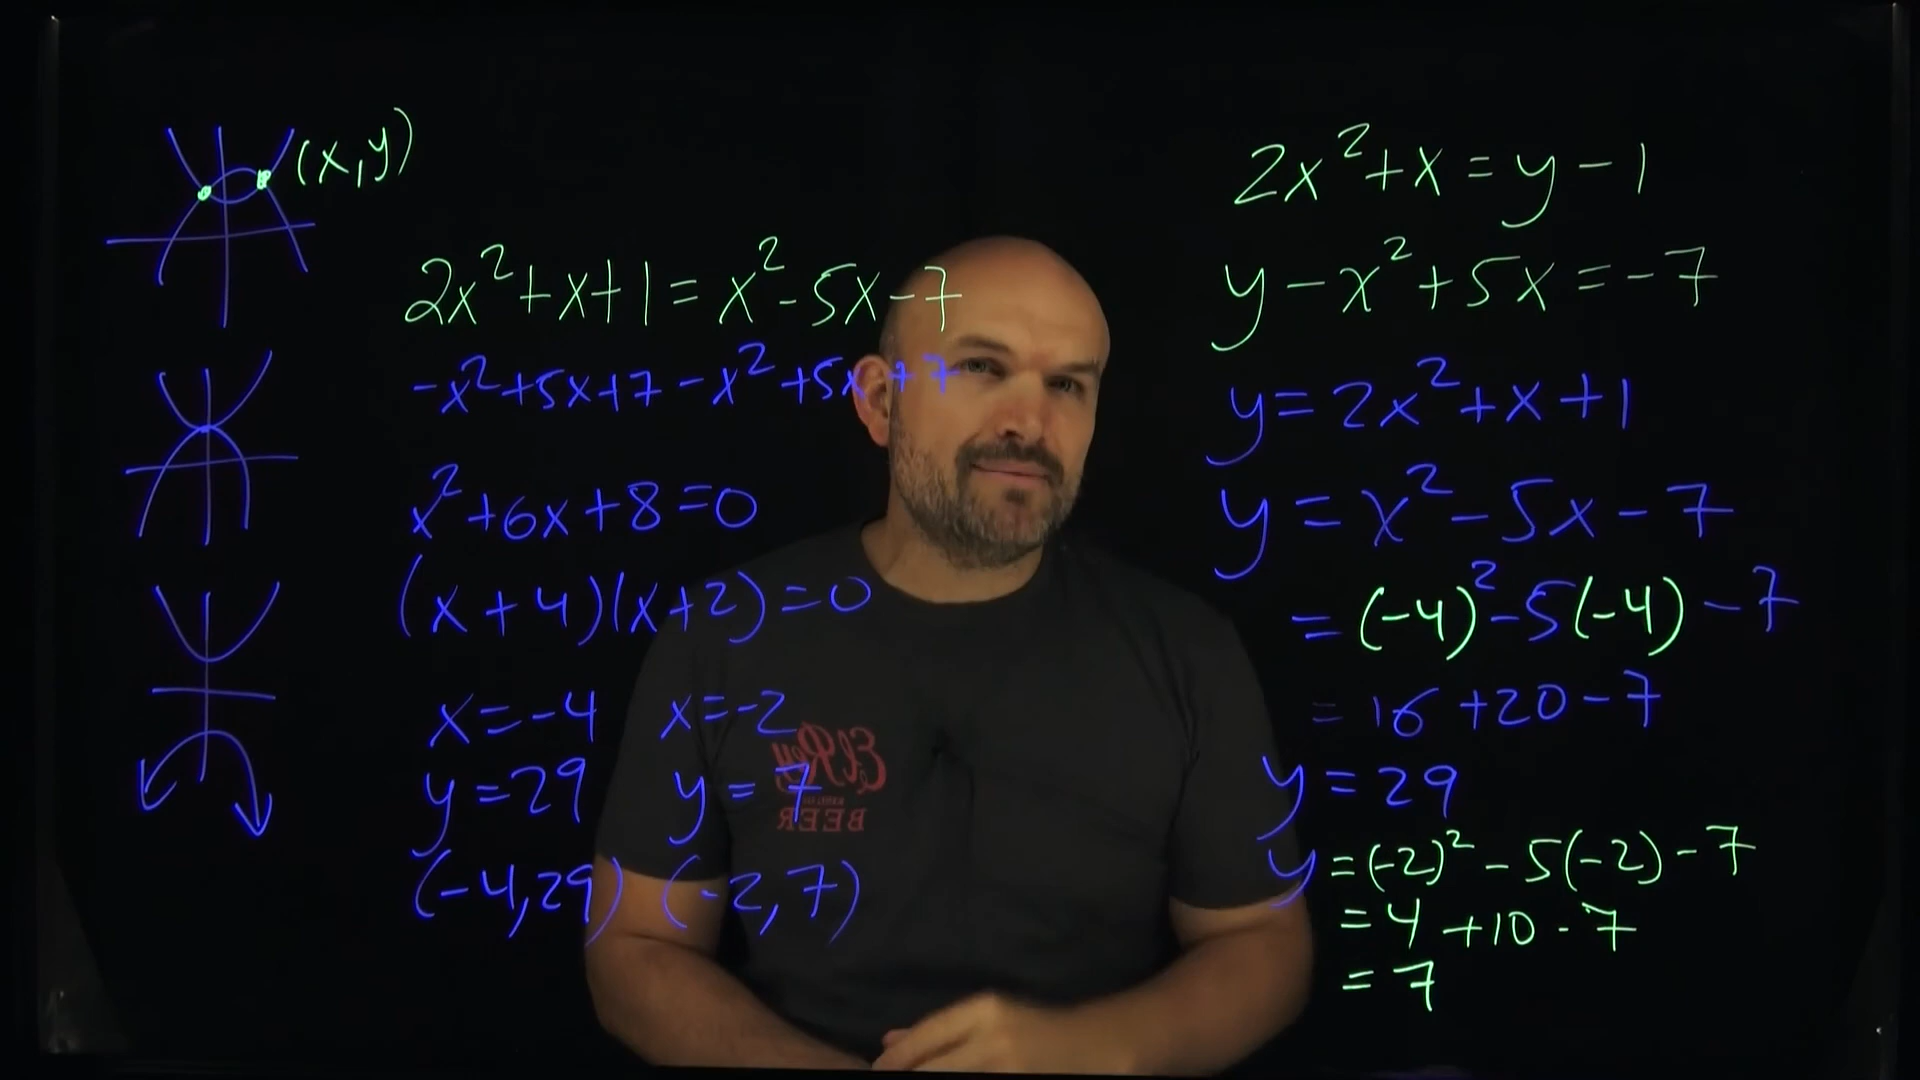 (x,y)
2x²+x+1=x²-5x-7
-x²+5x+7 -x²+5x+7
x²+6x+8=0
(x+4)(x+2)=0
x=-4 x=-2
y=29 y=7
(-4,29) (-2,7)
2x²+x=y-1
y-x²+5x=-7
y=2x²+x+1
y=x²-5x-7
=(-4)²-5(-4)-7
=16+20-7
y=29
y=(-2)²-5(-2)-7
=4+10-7
=7
El Rey
BEER